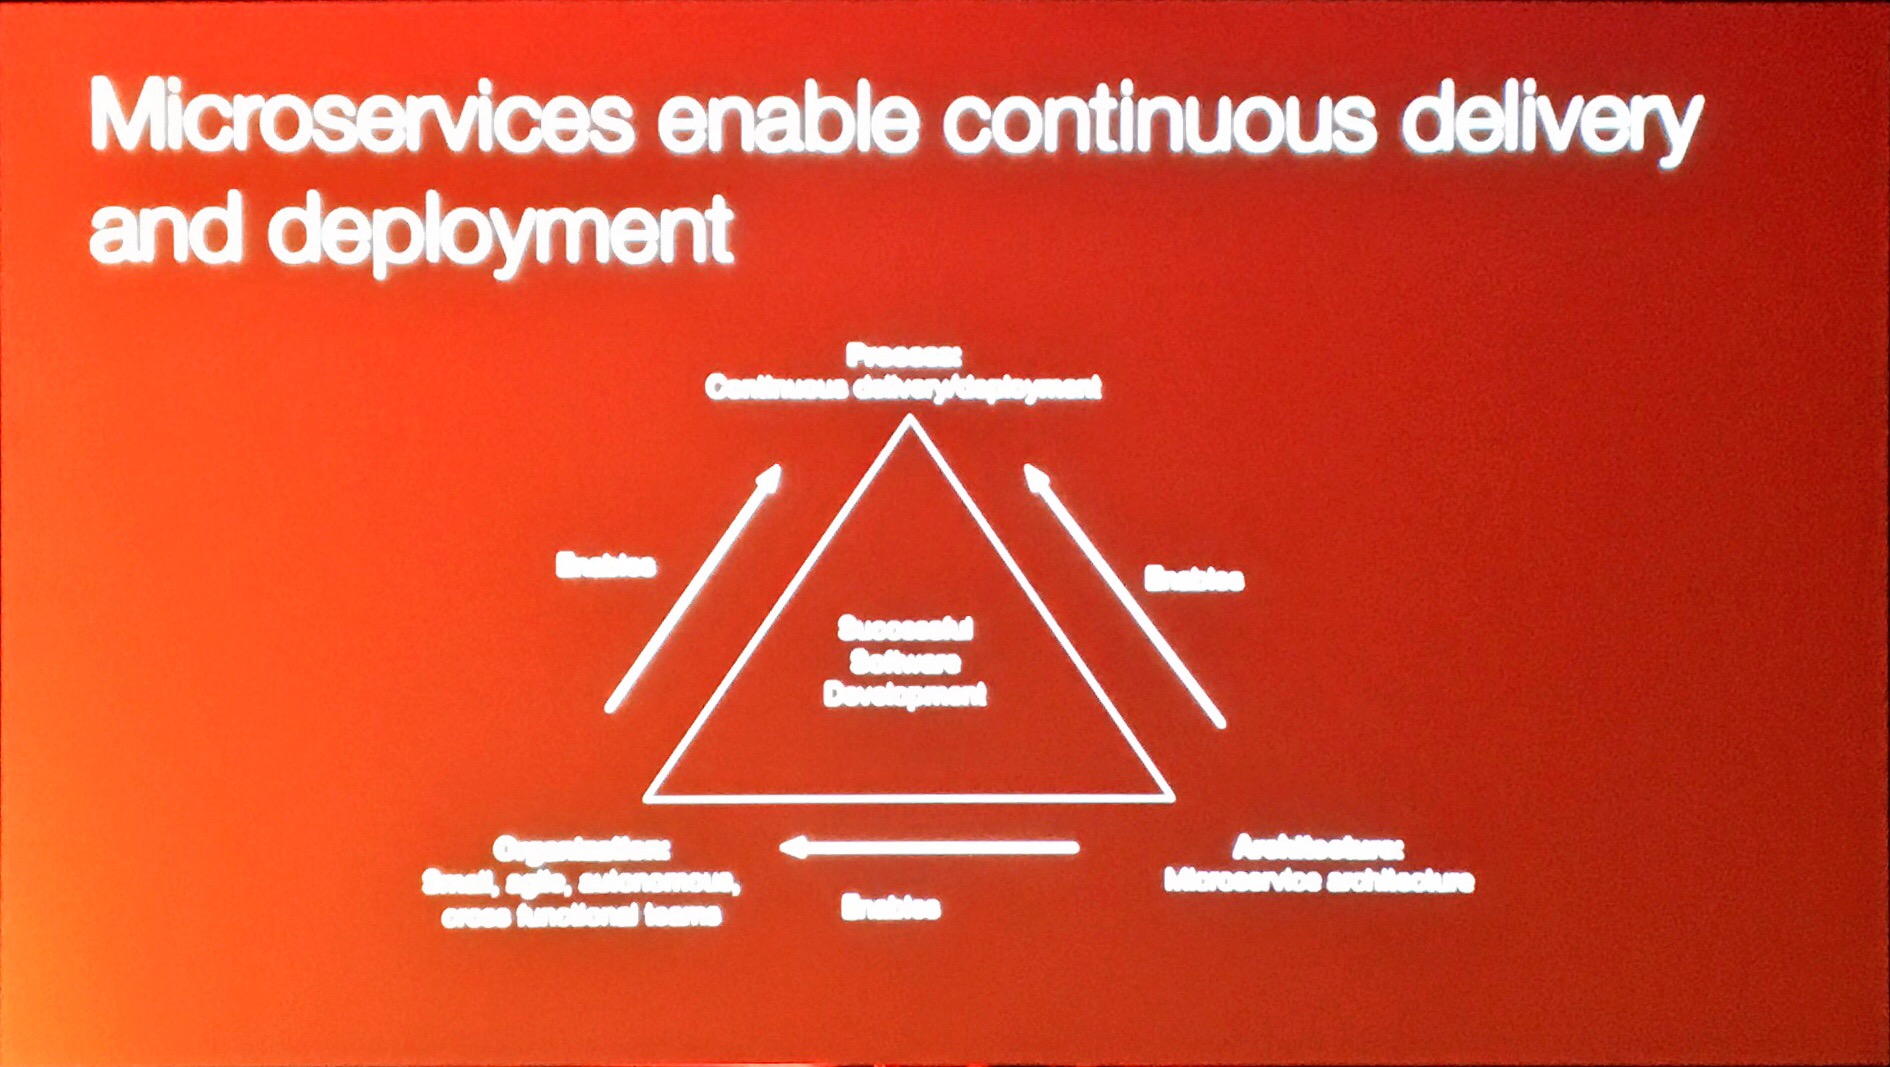 Microservices enable continuous delivery
and deployment
Process:
Continuous delivery/deployment
Enables
Enables
Successful
Software
Development
Organization:
Small, agile, autonomous,
cross functional teams
Enables
Architecture:
Microservice architecture